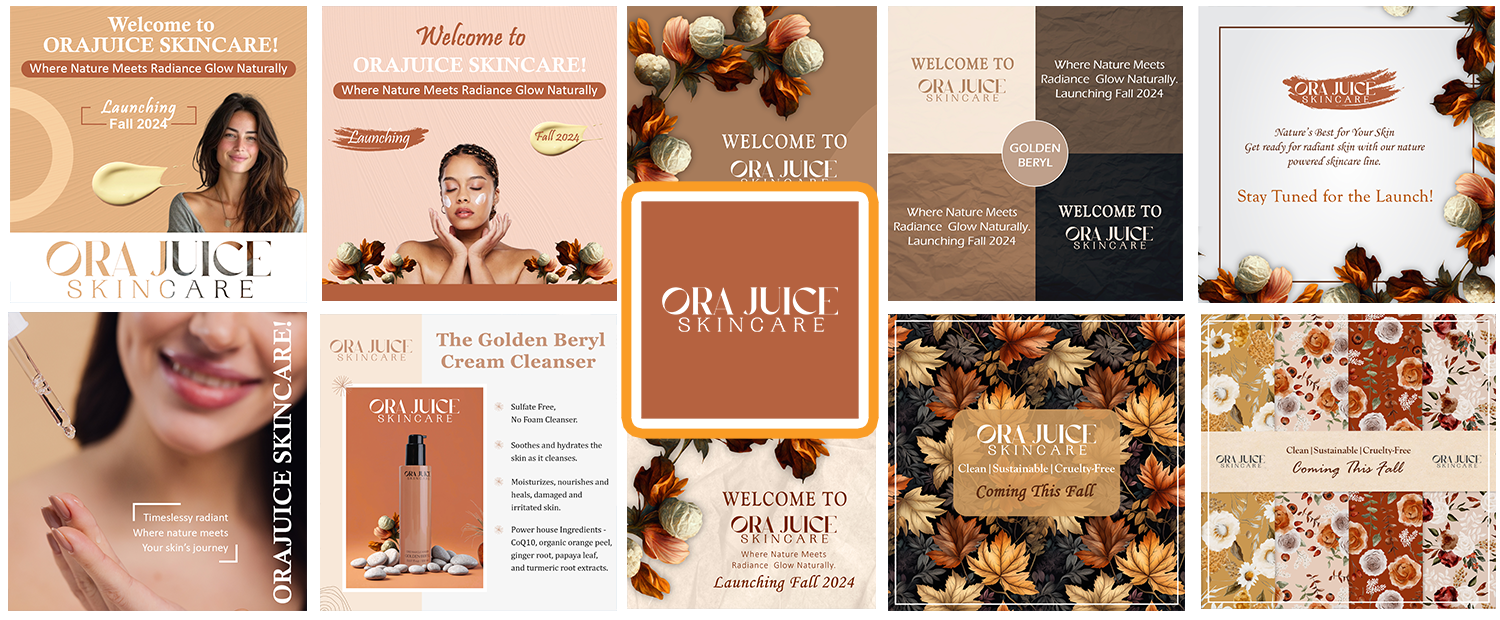 Welcome to
ORAJUICE SKINCARE!
Where Nature Meets Radiance Glow Naturally
Launching
Fall 2024
ORA JUICE
SKINCARE
Welcome to
ORAJUICE SKINCARE!
Where Nature Meets Radiance Glow Naturally
Launching
Fall 2024
WELCOME TO
ORA JUICE
SKINCARE
WELCOME TO
ORA JUICE
SKINCARE
Where Nature Meets
Radiance Glow Naturally.
Launching Fall 2024
GOLDEN
BERYL
Where Nature Meets
Radiance Glow Naturally.
Launching Fall 2024
WELCOME TO
ORA JUICE
SKINCARE
ORA JUICE
SKINCARE
Nature's Best for Your Skin
Get ready for radiant skin with our nature
powered skincare line.
Stay Tuned for the Launch!
ORA JUICE
SKINCARE
ORAJUICE SKINCARE!
Timeslessy radiant
Where nature meets
Your skin's journey
ORA JUICE
SKINCARE
The Golden Beryl
Cream Cleanser
ORA JUICE
SKINCARE
ORA JUICE
SKINCARE
Sulfate Free,
No Foam Cleanser.
Soothes and hydrates the
skin as it cleanses.
Moisturizes, nourishes and
heals, damaged and
irritated skin.
Power house Ingredients -
CoQ10, organic orange peel,
ginger root, papaya leaf,
and turmeric root extracts.
WELCOME TO
ORA JUICE
SKINCARE
Where Nature Meets
Radiance Glow Naturally.
Launching Fall 2024
ORA JUICE
SKINCARE
Clean | Sustainable | Cruelty-Free
Coming This Fall
ORA JUICE
SKINCARE
Clean | Sustainable | Cruelty-Free
Coming This Fall
ORA JUICE
SKINCARE